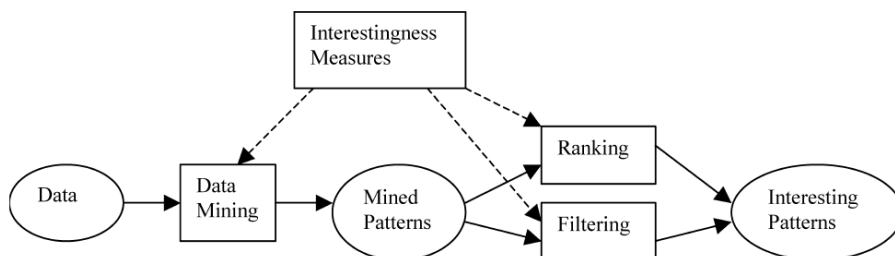 Interestingness
Measures
Ranking
Data
Data
Mining
Mined
Patterns
Interesting
Patterns
Filtering